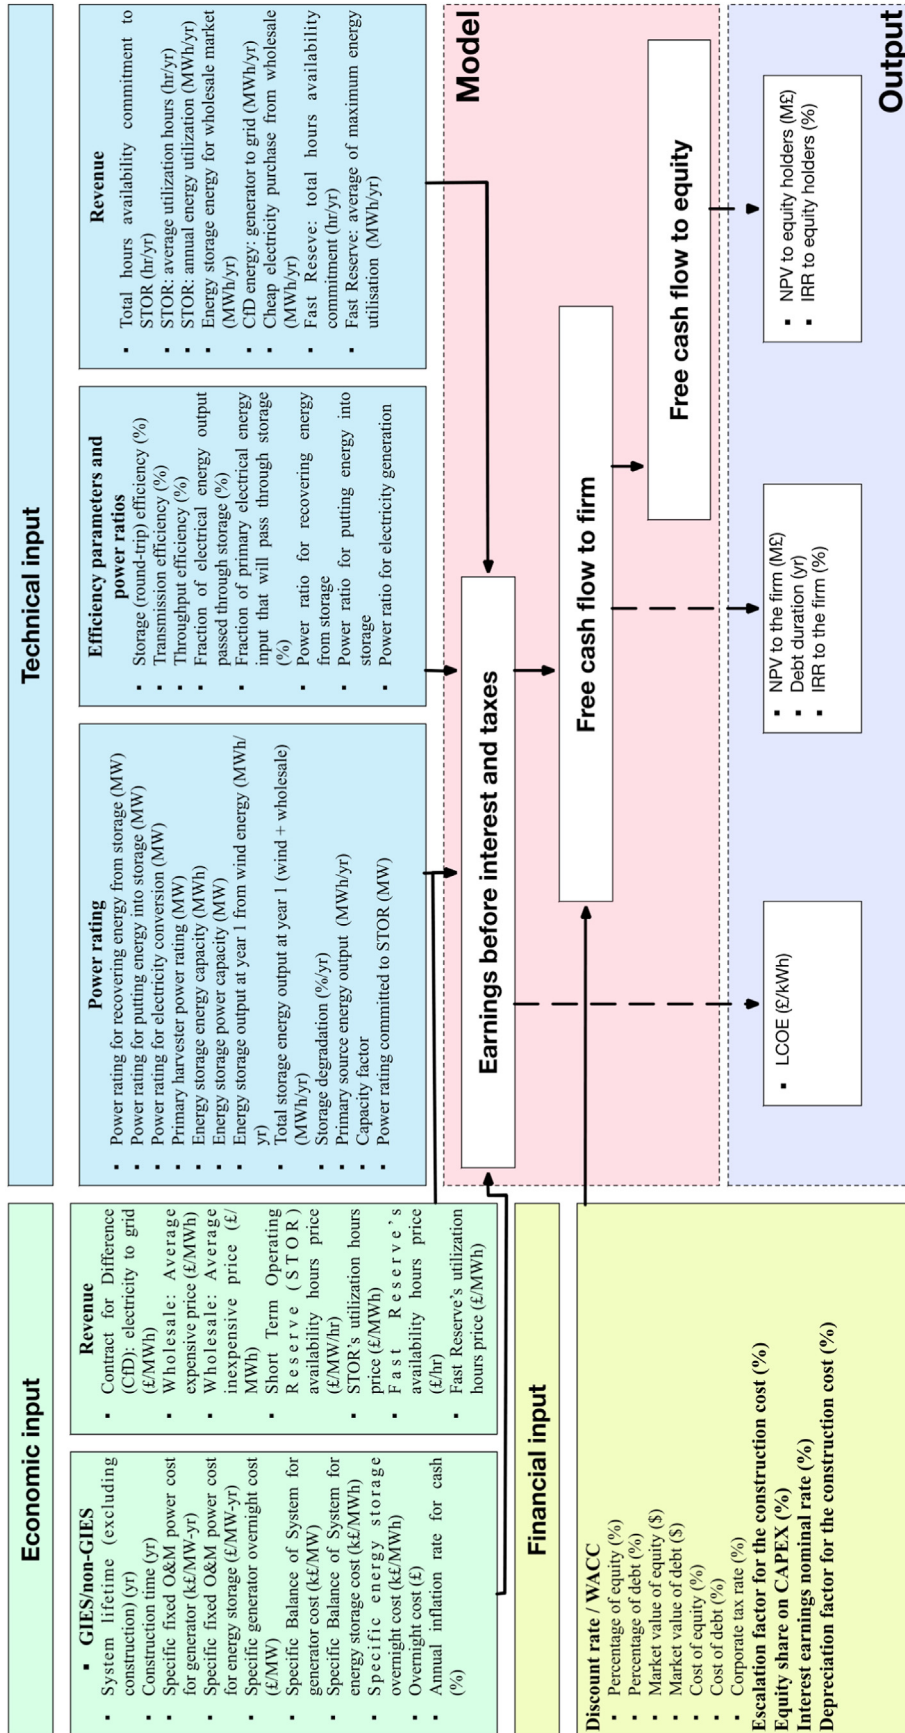 Economic input
▪ GIES/non-GIES
▪ System lifetime (excluding
construction) (yr)
▪ Construction time (yr)
▪ Specific fixed O&M power cost
for generator (k£/MW-yr)
▪ Specific fixed O&M power cost
for energy storage (£/MW-yr)
▪ Specific generator overnight cost
(£/MW)
▪ Specific Balance of System for
generator cost (k£/MW)
▪ Specific Balance of System for
energy storage cost (k£/MWh)
▪ Specific energy storage
overnight cost (k£/MWh)
▪ Overnight cost (£)
▪ Annual inflation rate for cash
(%)
Revenue
▪ Contract for Difference
(CfD): electricity to grid
(£/MWh)
▪ Wholesale: Average
expensive price (£/MWh)
▪ Wholesale: Average
inexpensive price (£/
MWh)
▪ Short Term Operating
Reserve (STOR)
availability hours price
(£/MW/hr)
▪ STOR's utilization hours
price (£/MWh)
▪ Fast Reserve's
availability hours price
(£/hr)
▪ Fast Reserve's utilization
hours price (£/MWh)
Technical input
Power rating
▪ Power rating for recovering energy from storage (MW)
▪ Power rating for putting energy into storage (MW)
▪ Power rating for electricity conversion (MW)
▪ Primary harvester power rating (MW)
▪ Energy storage energy capacity (MWh)
▪ Energy storage power capacity (MW)
▪ Energy storage output at year 1 from wind energy (MWh/
yr)
▪ Total storage energy output at year 1 (wind + wholesale)
(MWh/yr)
▪ Storage degradation (%/yr)
▪ Primary source energy output (MWh/yr)
▪ Capacity factor
▪ Power rating committed to STOR (MW)
Efficiency parameters and
power ratios
▪ Storage (round-trip) efficiency (%)
▪ Transmission efficiency (%)
▪ Throughput efficiency (%)
▪ Fraction of electrical energy output
passed through storage (%)
▪ Fraction of primary electrical energy
input that will pass through storage
(%)
▪ Power ratio for recovering energy
from storage
▪ Power ratio for putting energy into
storage
▪ Power ratio for electricity generation
Revenue
▪ Total hours availability commitment to
STOR (hr/yr)
▪ STOR: average utilization hours (hr/yr)
▪ STOR: annual energy utilization (MWh/yr)
▪ Energy storage energy for wholesale market
(MWh/yr)
▪ CfD energy: generator to grid (MWh/yr)
▪ Cheap electricity purchase from wholesale
(MWh/yr)
▪ Fast Reseve: total hours availability
commitment (hr/yr)
▪ Fast Reserve: average of maximum energy
utilisation (MWh/yr)
Financial input
Discount rate / WACC
▪ Percentage of equity (%)
▪ Percentage of debt (%)
▪ Market value of equity ($)
▪ Market value of debt ($)
▪ Cost of equity (%)
▪ Cost of debt (%)
▪ Corporate tax rate (%)
Escalation factor for the construction cost (%)
Equity share on CAPEX (%)
Interest earnings nominal rate (%)
Depreciation factor for the construction cost (%)
Model
Earnings before interest and taxes
Free cash flow to firm
Free cash flow to equity
Output
▪ LCOE (£/kWh)
▪ NPV to the firm (M£)
▪ Debt duration (yr)
▪ IRR to the firm (%)
▪ NPV to equity holders (M£)
▪ IRR to equity holders (%)